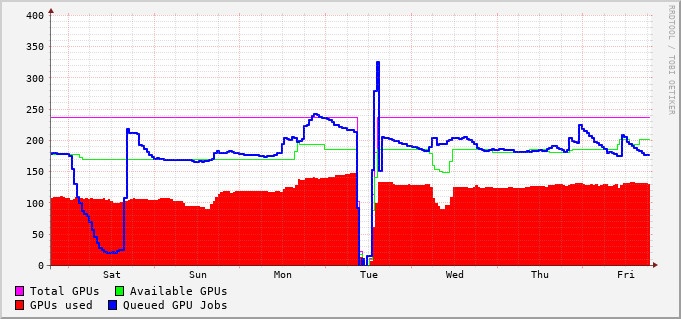 400
350
300
250
200
150
100
50
0
Sat Sun Mon Tue Wed Thu Fri
Total GPUs Available GPUs
GPUs used Queued GPU Jobs
RRDTOOL / TOBI OETIKER